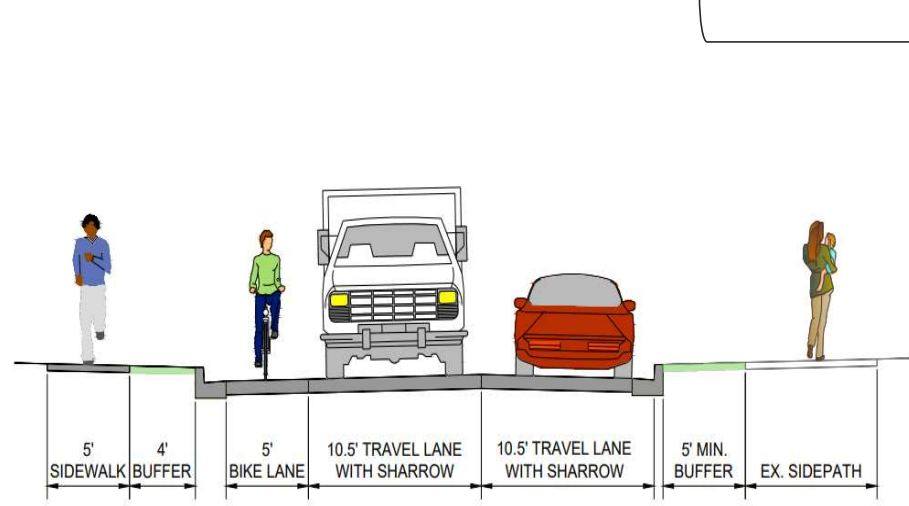 5'
SIDEWALK
4'
BUFFER
5'
BIKE LANE
10.5' TRAVEL LANE
WITH SHARROW
10.5' TRAVEL LANE
WITH SHARROW
5' MIN.
BUFFER
EX. SIDEPATH